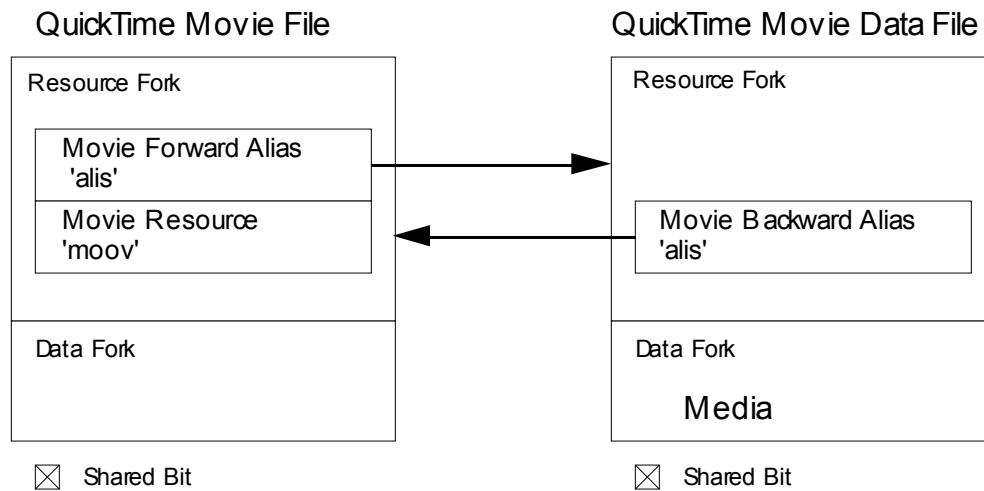 QuickTime Movie File
Resource Fork
Movie Forward Alias
'alis'
Movie Resource
'moov'
Data Fork
Shared Bit
QuickTime Movie Data File
Resource Fork
Movie Backward Alias
'alis'
Data Fork
Media
Shared Bit